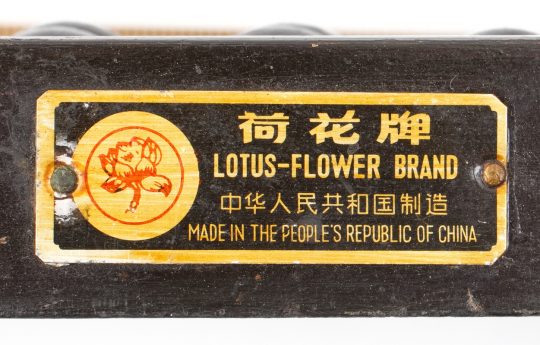 荷花牌
LOTUS-FLOWER BRAND
中华人民共和国制造
MADE IN THE PEOPLE'S REPUBLIC OF CHINA